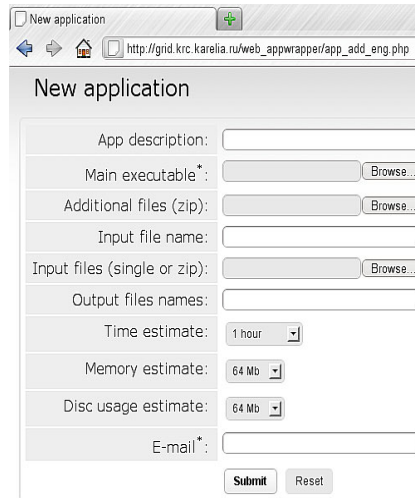 New application
http://grid.krc.karelia.ru/web_appwrapper/app_add_eng.php
New application
App description:
Main executable*: Browse...
Additional files (zip): Browse...
Input file name:
Input files (single or zip): Browse...
Output files names:
Time estimate: 1 hour
Memory estimate: 64 Mb
Disc usage estimate: 64 Mb
E-mail*:
Submit Reset